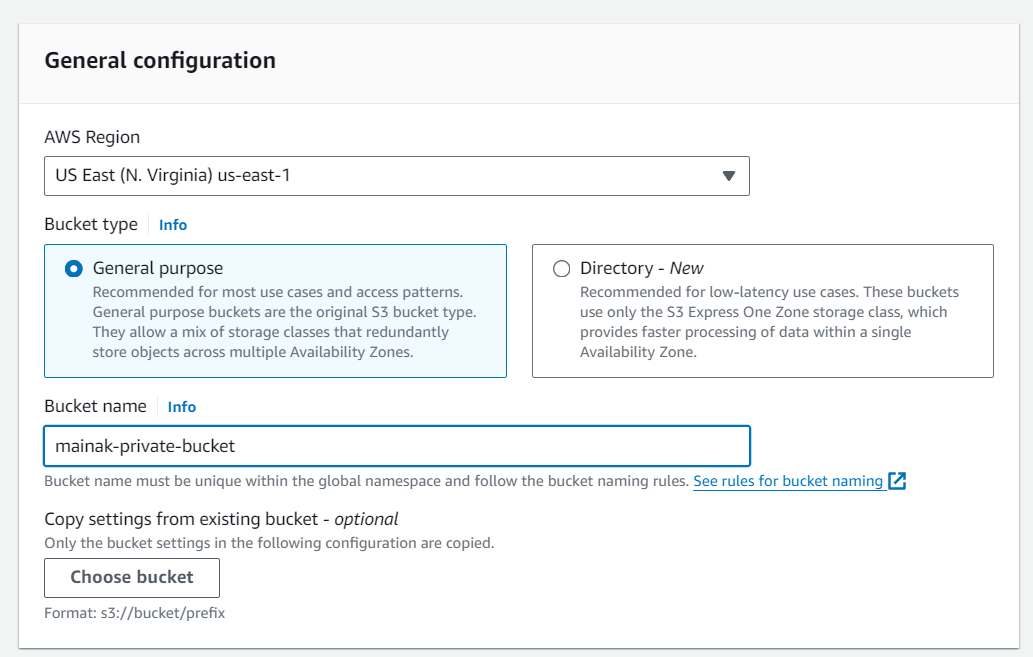 General configuration
AWS Region
US East (N. Virginia) us-east-1
Bucket type Info
General purpose
Recommended for most use cases and access patterns.
General purpose buckets are the original S3 bucket type.
They allow a mix of storage classes that redundantly
store objects across multiple Availability Zones.
Directory - New
Recommended for low-latency use cases. These buckets
use only the S3 Express One Zone storage class, which
provides faster processing of data within a single
Availability Zone.
Bucket name Info
mainak-private-bucket
Bucket name must be unique within the global namespace and follow the bucket naming rules. See rules for bucket naming
Copy settings from existing bucket - optional
Only the bucket settings in the following configuration are copied.
Choose bucket
Format: s3://bucket/prefix